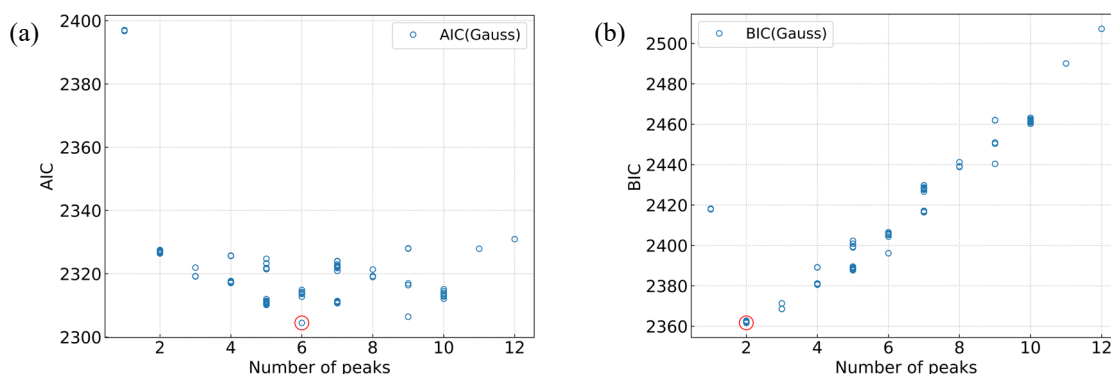 (a)
AIC(Gauss)
2400
2380
2360
2340
2320
2300
AIC
2 4 6 8 10 12
Number of peaks
(b)
BIC(Gauss)
2500
2480
2460
2440
2420
2400
2380
2360
BIC
2 4 6 8 10 12
Number of peaks